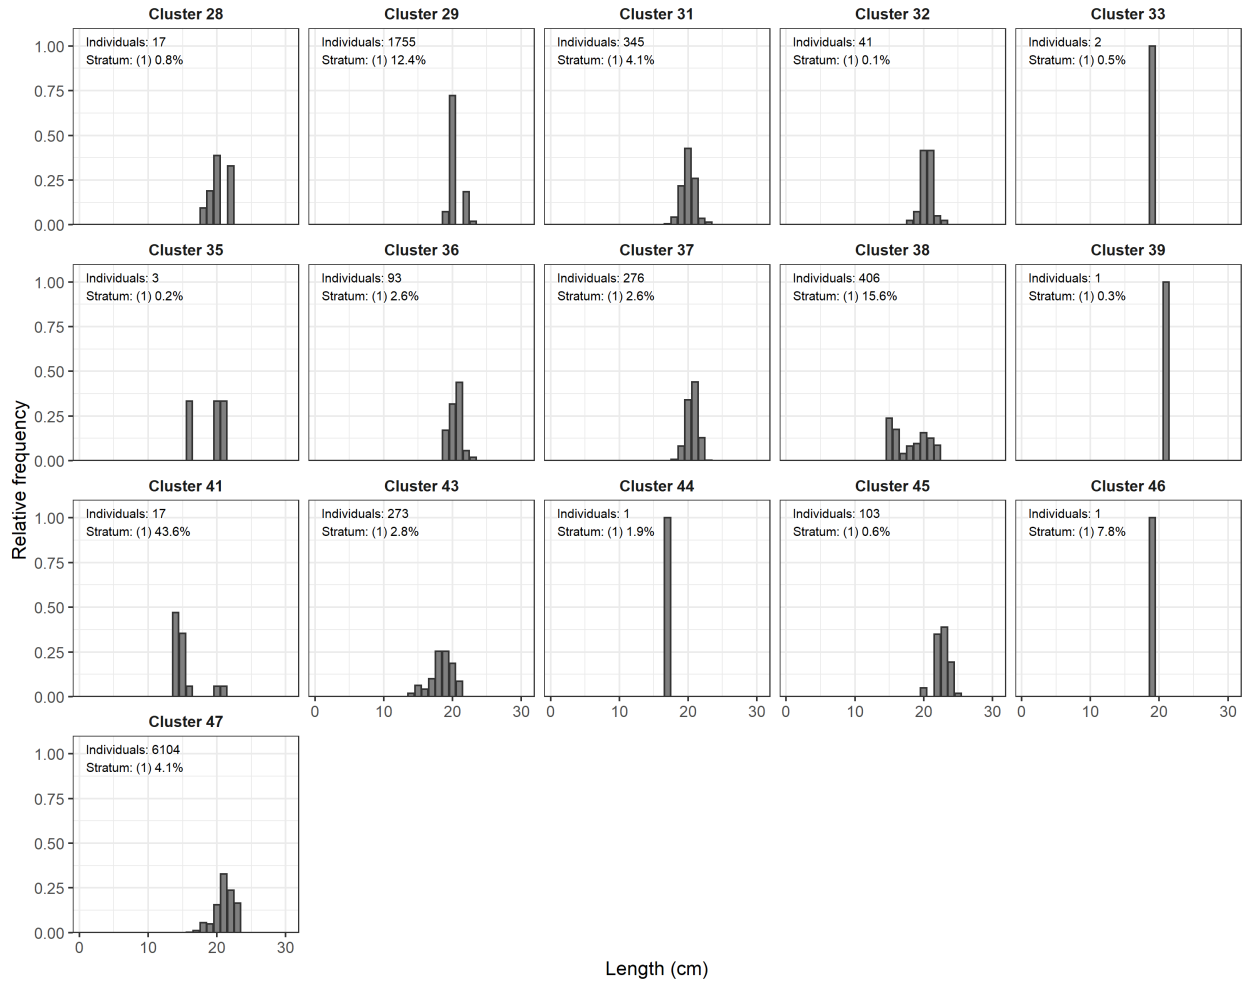 Cluster 28
Cluster 29
Cluster 31
Cluster 32
Cluster 33
Individuals: 17
Stratum: (1) 0.8%
Individuals: 1755
Stratum: (1) 12.4%
Individuals: 345
Stratum: (1) 4.1%
Individuals: 41
Stratum: (1) 0.1%
Individuals: 2
Stratum: (1) 0.5%
1.00
0.75
0.50
0.25
0.00
Cluster 35
Cluster 36
Cluster 37
Cluster 38
Cluster 39
Individuals: 3
Stratum: (1) 0.2%
Individuals: 93
Stratum: (1) 2.6%
Individuals: 276
Stratum: (1) 2.6%
Individuals: 406
Stratum: (1) 15.6%
Individuals: 1
Stratum: (1) 0.3%
1.00
0.75
0.50
0.25
0.00
Relative frequency
Cluster 41
Cluster 43
Cluster 44
Cluster 45
Cluster 46
Individuals: 17
Stratum: (1) 43.6%
Individuals: 273
Stratum: (1) 2.8%
Individuals: 1
Stratum: (1) 1.9%
Individuals: 103
Stratum: (1) 0.6%
Individuals: 1
Stratum: (1) 7.8%
1.00
0.75
0.50
0.25
0.00
0 10 20 30
0 10 20 30
0 10 20 30
0 10 20 30
Cluster 47
Individuals: 6104
Stratum: (1) 4.1%
1.00
0.75
0.50
0.25
0.00
0 10 20 30
Length (cm)